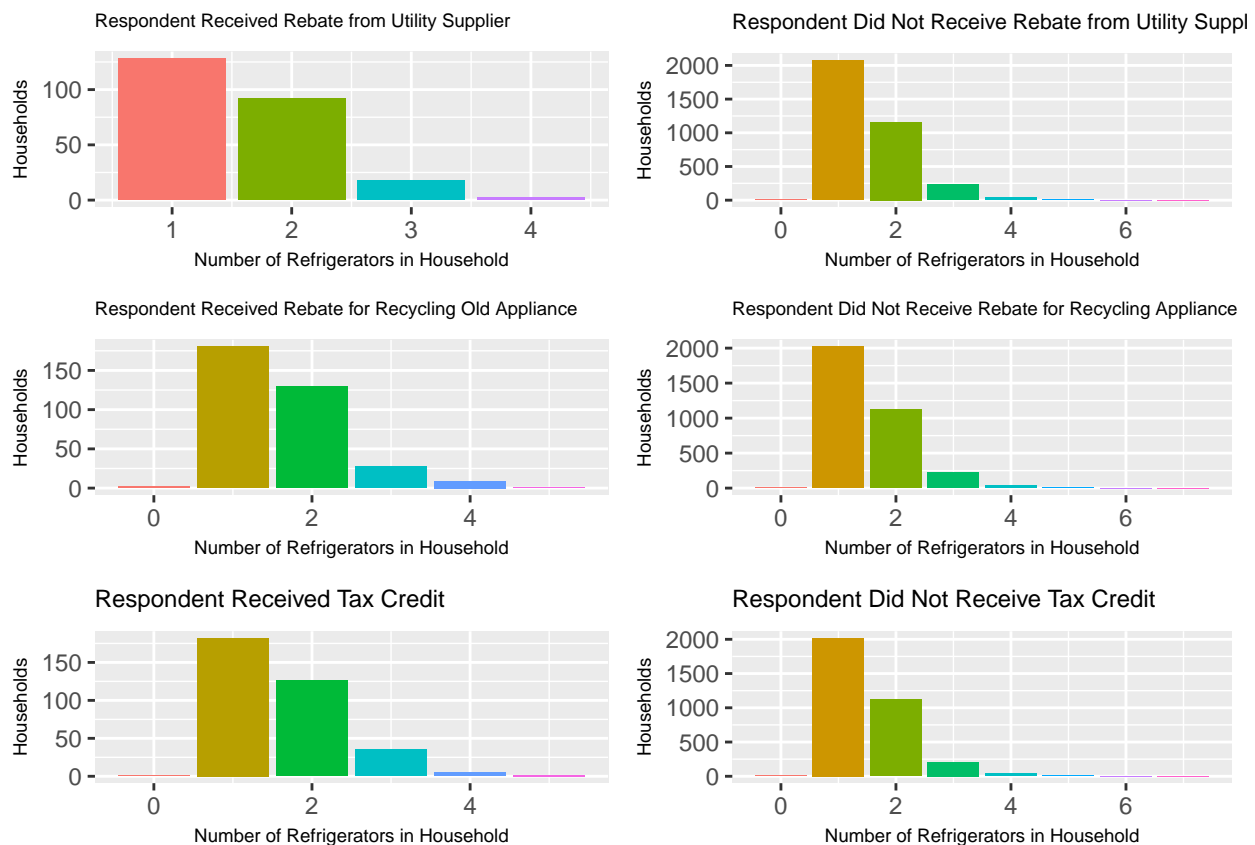 Respondent Received Rebate from Utility Supplier
Households
100
50
0
1 2 3 4
Number of Refrigerators in Household
Respondent Did Not Receive Rebate from Utility Suppl
Households
2000
1500
1000
500
0
0 2 4 6
Number of Refrigerators in Household
Respondent Received Rebate for Recycling Old Appliance
Households
150
100
50
0
0 2 4
Number of Refrigerators in Household
Respondent Did Not Receive Rebate for Recycling Appliance
Households
2000
1500
1000
500
0
0 2 4 6
Number of Refrigerators in Household
Respondent Received Tax Credit
Households
150
100
50
0
0 2 4
Number of Refrigerators in Household
Respondent Did Not Receive Tax Credit
Households
2000
1500
1000
500
0
0 2 4 6
Number of Refrigerators in Household